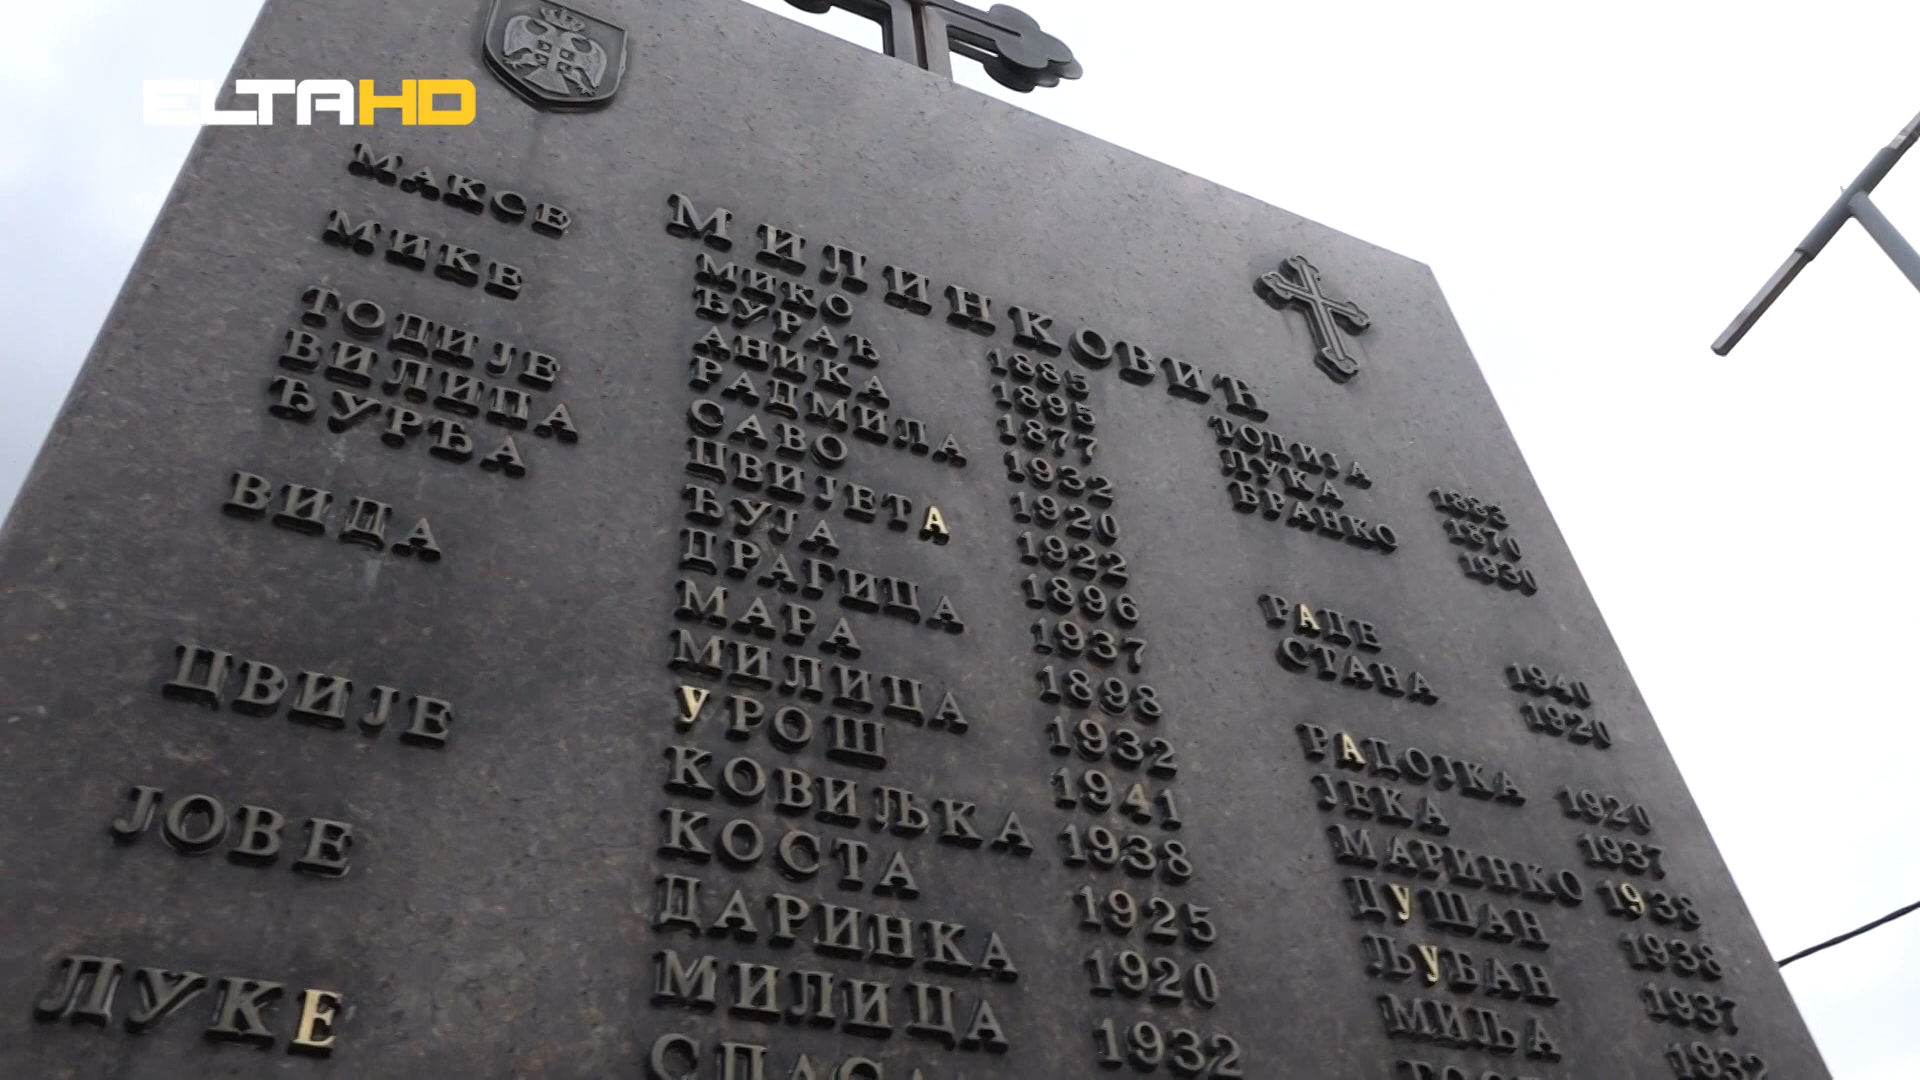 ELTAHD
МИЛИНКОВИЋ
МАКСЕ
МИКЕ
ТОДИЈЕ
ВИЛИПА
ЂУРЂА
ВИДА
ЦВИЈЕ
ЈОВЕ
ЛУКЕ
МИКО 1885
ЂУРАЂ 1895
АНИКА 1877
РАДМИЛА 1932
САВО 1920
ЦВИЈЕТА 1922
ЂУЈА 1896
ДРАГИЦА 1937
МАРА 1898
МИЛИЦА 1932
УРОШ 1941
КОВИЉКА 1938
КОСТА 1925
ДАРИНКА 1920
МИЛИЦА 1932
ТОДИЈА 1883
ЛУКА 1870
БРАНКО 1930
РАДЕ 1940
СТАНА 1920
РАДОЈКА 1920
ЈЕКА 1937
МАРИНКО 1938
ДУШАН 1938
ЉУБАН 1937
МИЉА 1932